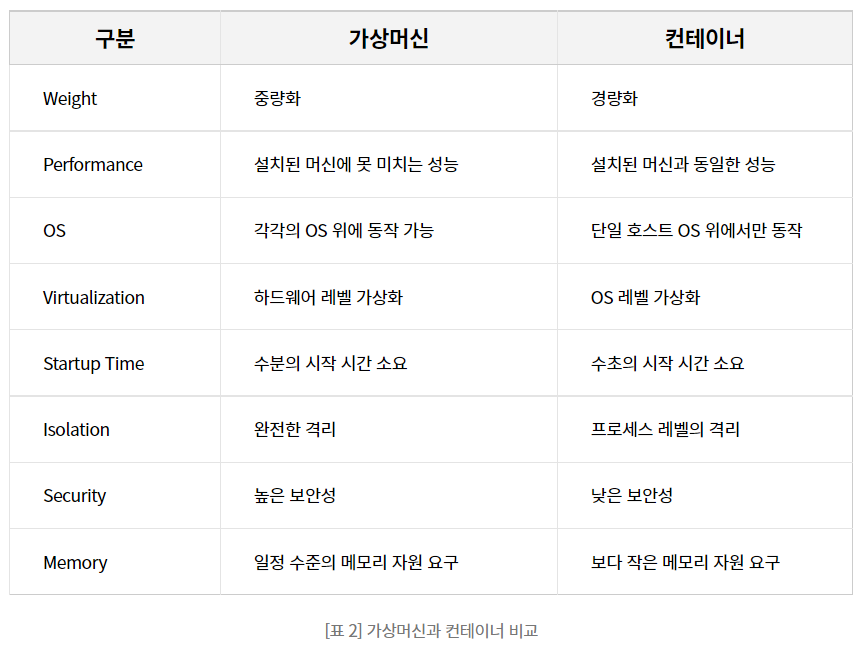 구분 가상머신 컨테이너
Weight 중량화 경량화
Performance 설치된 머신에 못 미치는 성능 설치된 머신과 동일한 성능
OS 각각의 OS 위에 동작 가능 단일 호스트 OS 위에서만 동작
Virtualization 하드웨어 레벨 가상화 OS 레벨 가상화
Startup Time 수분의 시작 시간 소요 수초의 시작 시간 소요
Isolation 완전한 격리 프로세스 레벨의 격리
Security 높은 보안성 낮은 보안성
Memory 일정 수준의 메모리 자원 요구 보다 작은 메모리 자원 요구
[표 2] 가상머신과 컨테이너 비교